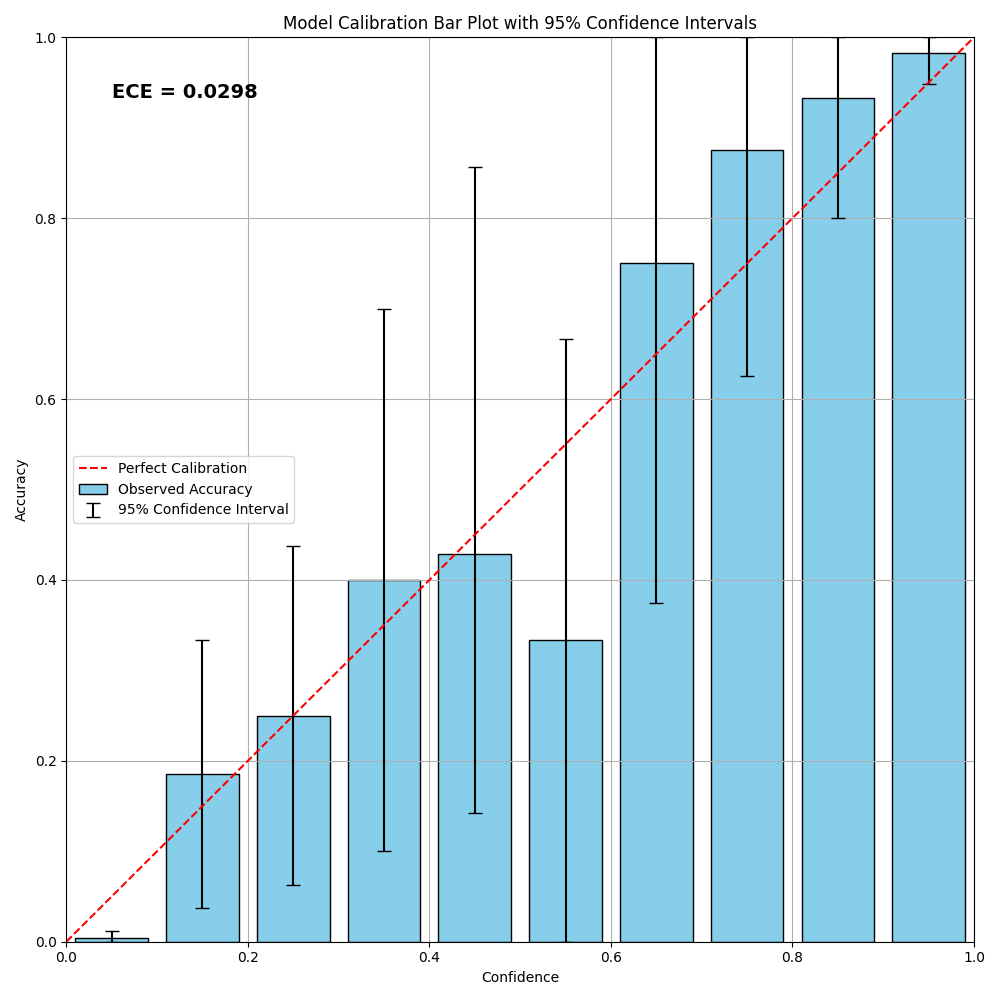 Model Calibration Bar Plot with 95% Confidence Intervals
ECE = 0.0298
1.0
0.8
0.6
0.4
0.2
0.0
Accuracy
Perfect Calibration
Observed Accuracy
95% Confidence Interval
0.0 0.2 0.4 0.6 0.8 1.0
Confidence